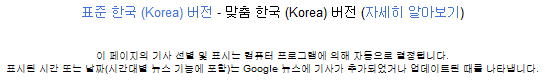 표준 한국 (Korea) 버전 - 맞춤 한국 (Korea) 버전 (자세히 알아보기)
이 페이지의 기사 선별 및 표시는 컴퓨터 프로그램에 의해 자동으로 결정됩니다.
표시된 시간 또는 날짜(시간대별 뉴스 기능에 포함)는 Google 뉴스에 기사가 추가되었거나 업데이트된 때를 나타냅니다.